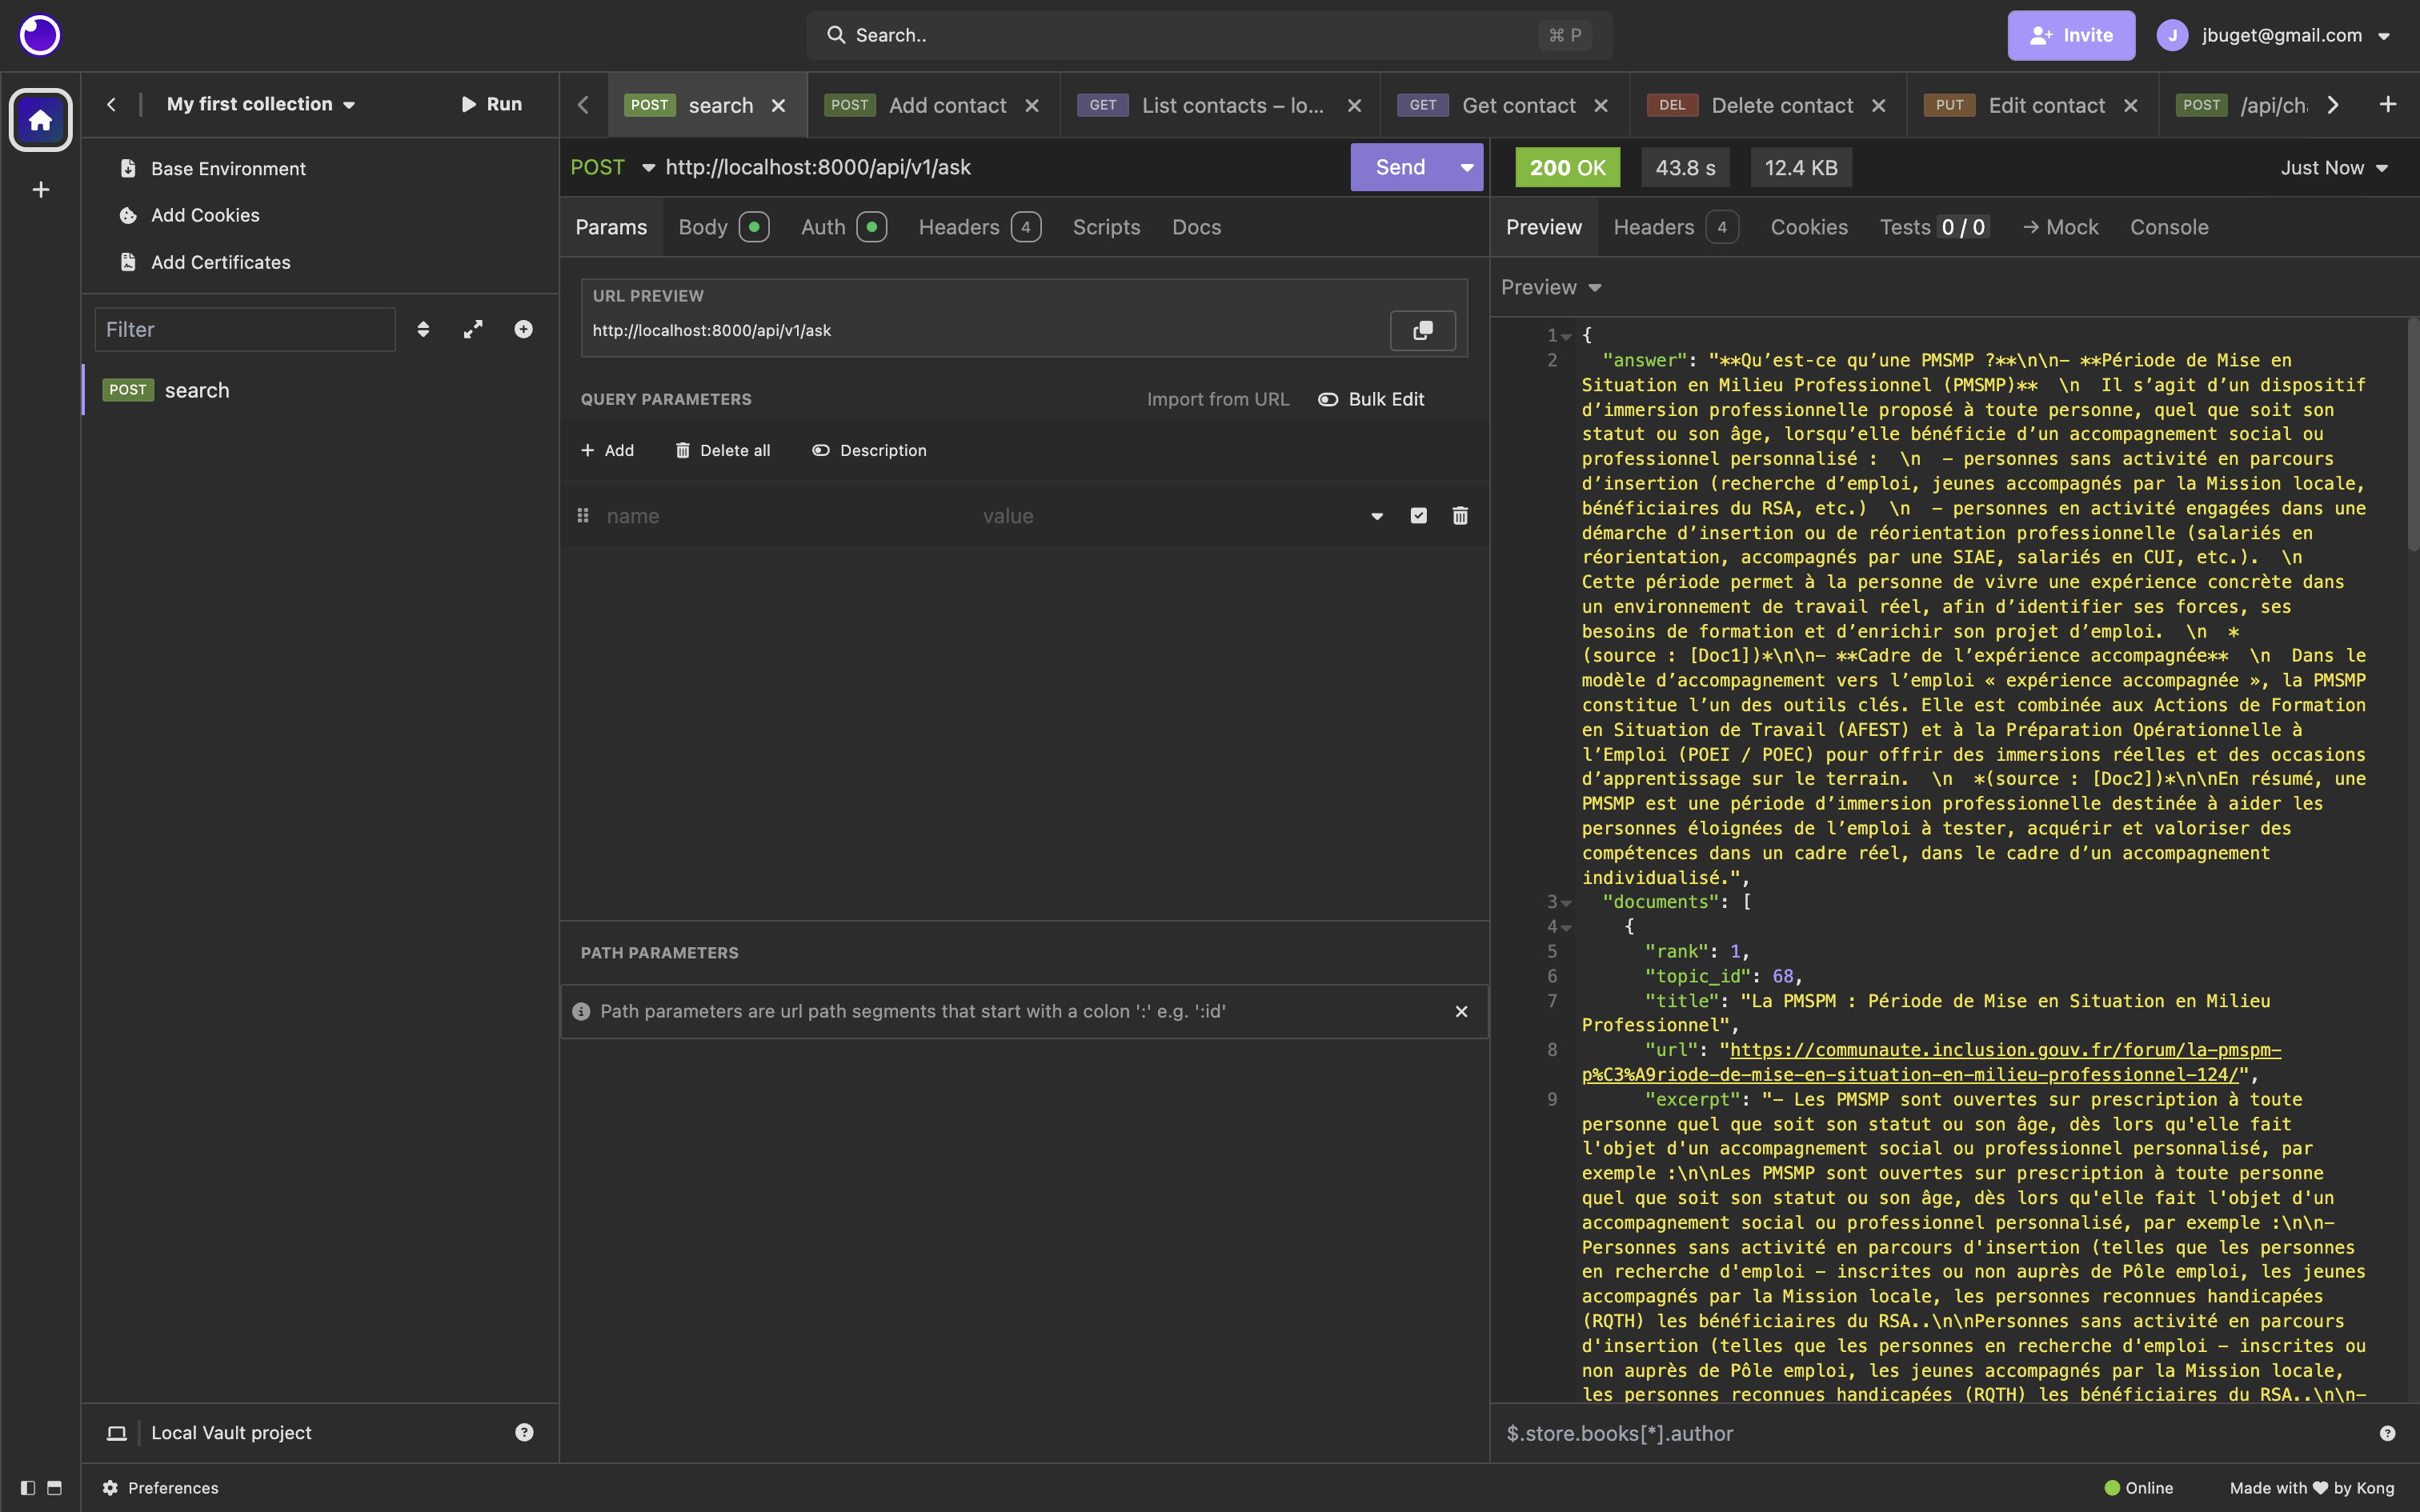 Search..
⌘ P
Invite
J
jbuget@gmail.com
My first collection
Run
POST search
POST Add contact
GET List contacts – lo...
GET Get contact
DEL Delete contact
PUT Edit contact
POST /api/ch
Base Environment
Add Cookies
Add Certificates
Filter
POST search
Local Vault project
POST http://localhost:8000/api/v1/ask
Send
Params
Body
Auth
Headers 4
Scripts
Docs
URL PREVIEW
http://localhost:8000/api/v1/ask
QUERY PARAMETERS
Import from URL
Bulk Edit
Add
Delete all
Description
name
value
PATH PARAMETERS
Path parameters are url path segments that start with a colon ':' e.g. ':id'
200 OK
43.8 s
12.4 KB
Just Now
Preview
Headers 4
Cookies
Tests 0 / 0
→ Mock
Console
Preview
1 {
2 "answer": "**Qu’est-ce qu’une PMSMP ?**\n\n- **Période de Mise en
Situation en Milieu Professionnel (PMSMP)**  \n  Il s’agit d’un dispositif
d’immersion professionnelle proposé à toute personne, quel que soit son
statut ou son âge, lorsqu’elle bénéficie d’un accompagnement social ou
professionnel personnalisé :  \n  – personnes sans activité en parcours
d’insertion (recherche d’emploi, jeunes accompagnés par la Mission locale,
bénéficiaires du RSA, etc.)  \n  – personnes en activité engagées dans une
démarche d’insertion ou de réorientation professionnelle (salariés en
réorientation, accompagnés par une SIAE, salariés en CUI, etc.).  \n
Cette période permet à la personne de vivre une expérience concrète dans
un environnement de travail réel, afin d’identifier ses forces, ses
besoins de formation et d’enrichir son projet d’emploi.  \n  *
(source : [Doc1])*\n\n- **Cadre de l’expérience accompagnée**  \n  Dans le
modèle d’accompagnement vers l’emploi « expérience accompagnée », la PMSMP
constitue l’un des outils clés. Elle est combinée aux Actions de Formation
en Situation de Travail (AFEST) et à la Préparation Opérationnelle à
l’Emploi (POEI / POEC) pour offrir des immersions réelles et des occasions
d’apprentissage sur le terrain.  \n  *(source : [Doc2])*\n\nEn résumé, une
PMSMP est une période d’immersion professionnelle destinée à aider les
personnes éloignées de l’emploi à tester, acquérir et valoriser des
compétences dans un cadre réel, dans le cadre d’un accompagnement
individualisé.",
3 "documents": [
4 {
5 "rank": 1,
6 "topic_id": 68,
7 "title": "La PMSPM : Période de Mise en Situation en Milieu
Professionnel",
8 "url": "https://communaute.inclusion.gouv.fr/forum/la-pmspm-
p%C3%A9riode-de-mise-en-situation-en-milieu-professionnel-124/",
9 "excerpt": "- Les PMSMP sont ouvertes sur prescription à toute
personne quel que soit son statut ou son âge, dès lors qu'elle fait
l'objet d'un accompagnement social ou professionnel personnalisé, par
exemple :\n\nLes PMSMP sont ouvertes sur prescription à toute personne
quel que soit son statut ou son âge, dès lors qu'elle fait l'objet d'un
accompagnement social ou professionnel personnalisé, par exemple :\n\n-
Personnes sans activité en parcours d'insertion (telles que les personnes
en recherche d'emploi – inscrites ou non auprès de Pôle emploi, les jeunes
accompagnés par la Mission locale, les personnes reconnues handicapées
(RQTH) les bénéficiaires du RSA..\n\nPersonnes sans activité en parcours
d'insertion (telles que les personnes en recherche d'emploi – inscrites ou
non auprès de Pôle emploi, les jeunes accompagnés par la Mission locale,
les personnes reconnues handicapées (RQTH) les bénéficiaires du RSA..\n\n-
$.store.books[*].author
Preferences
Online
Made with ♥ by Kong